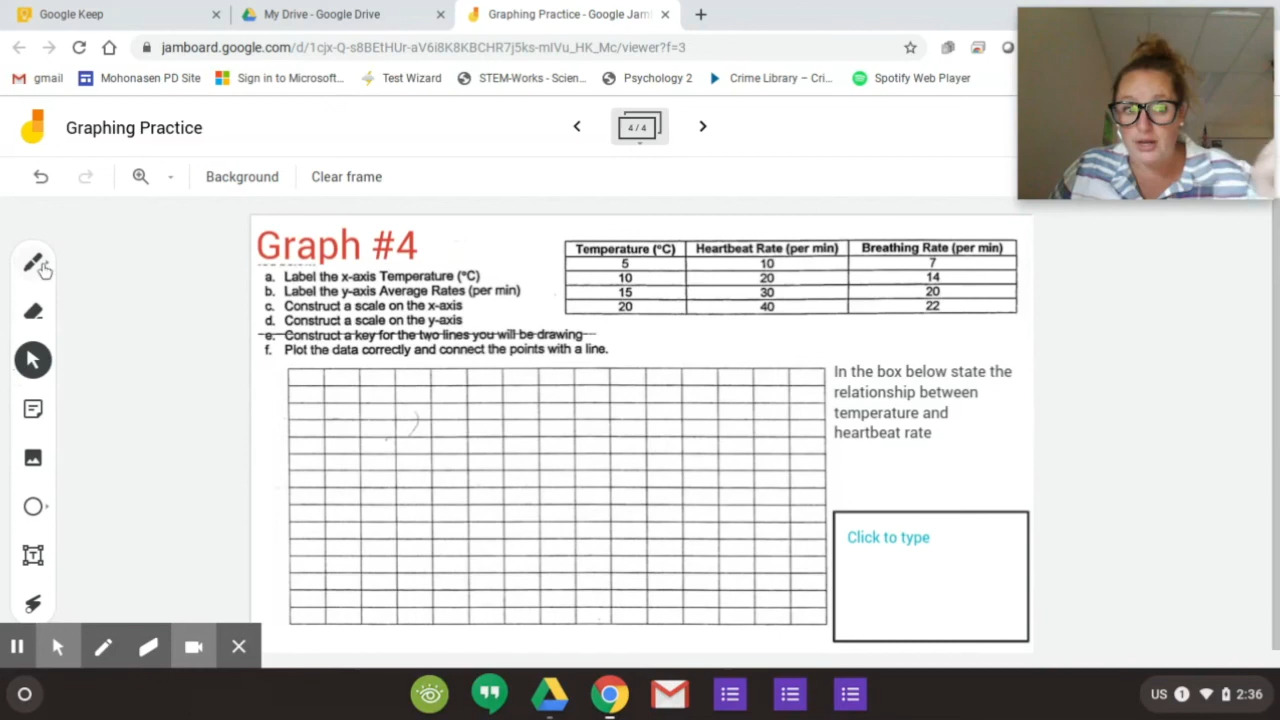 Google Keep
My Drive - Google Drive
Graphing Practice - Google Jam
jamboard.google.com/d/1cjx-Q-s8BEtHUr-aV6i8K8KBCHR7j5ks-mIVu_HK_Mc/viewer?f=3
gmail
Mohonasen PD Site
Sign in to Microsoft...
Test Wizard
STEM-Works - Scien...
Psychology 2
Crime Library – Cri...
Spotify Web Player
Graphing Practice
4 / 4
Background
Clear frame
Graph #4
a. Label the x-axis Temperature (°C)
b. Label the y-axis Average Rates (per min)
c. Construct a scale on the x-axis
d. Construct a scale on the y-axis
e. Construct a key for the two lines you will be drawing
f. Plot the data correctly and connect the points with a line.
Temperature (°C) Heartbeat Rate (per min) Breathing Rate (per min)
5 10 7
10 20 14
15 30 20
20 40 22
In the box below state the
relationship between
temperature and
heartbeat rate
Click to type
US 1 2:36